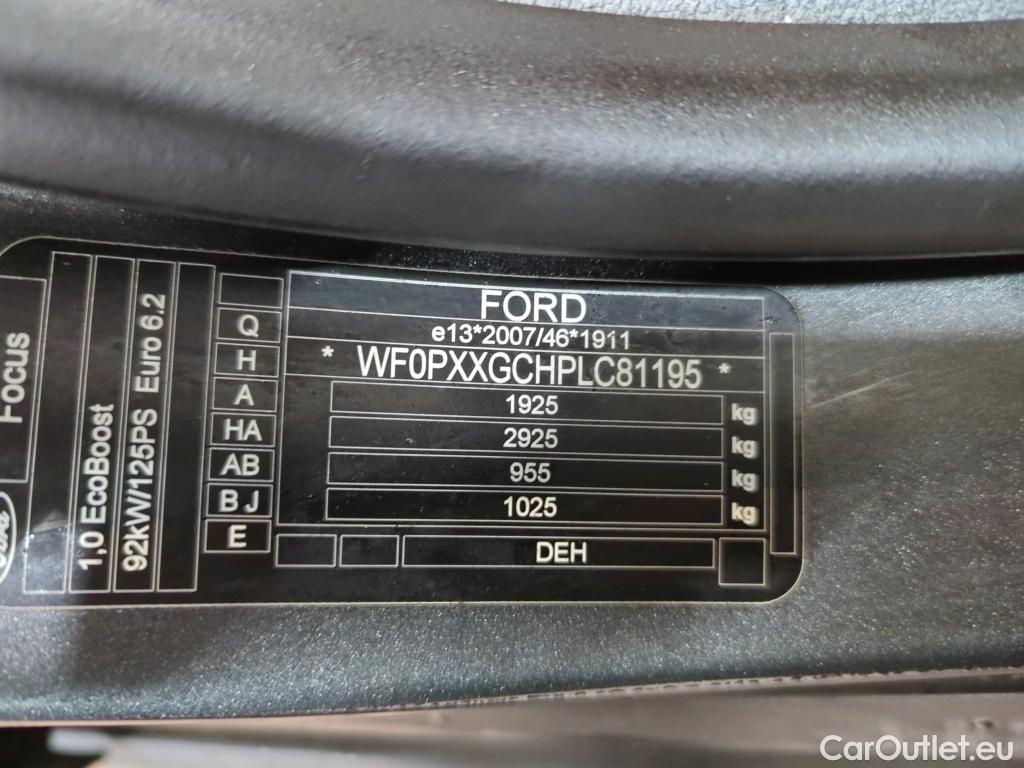 Focus
1,0 EcoBoost
92kW/125PS Euro 6.2
Q
H
A
HA
AB
BJ
E
FORD
e13*2007/46*1911
* WF0PXXGCHPLC81195 *
1925 kg
2925 kg
955 kg
1025 kg
DEH
CarOutlet.eu